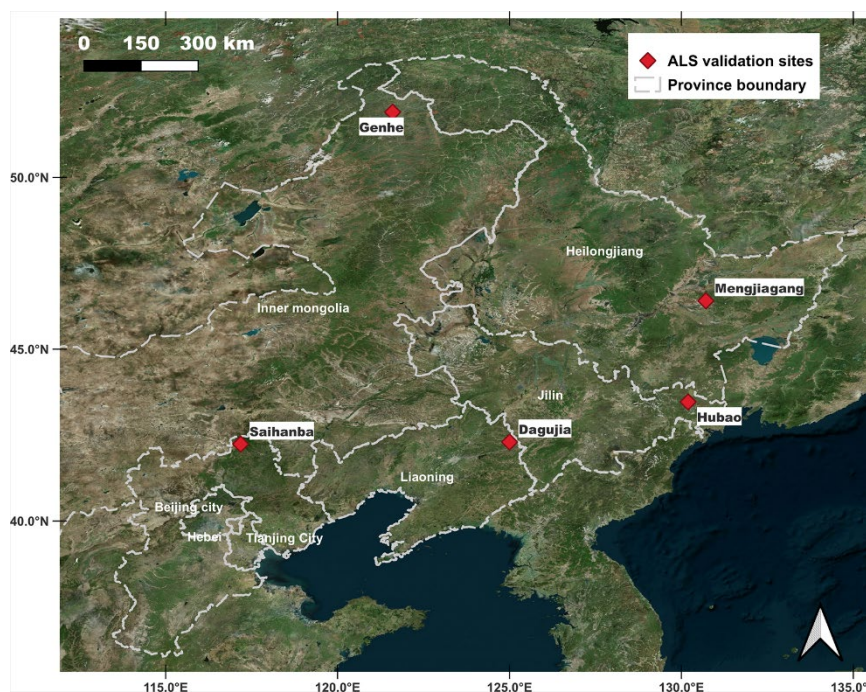 0 150 300 km
ALS validation sites
Province boundary
Genhe
50.0°N
Heilongjiang
Mengjiagang
Inner mongolia
45.0°N
Jilin
Hubao
Saihanba
Dagujia
Liaoning
Beijing city
40.0°N
Hebei
Tianjing City
115.0°E 120.0°E 125.0°E 130.0°E 135.0°E